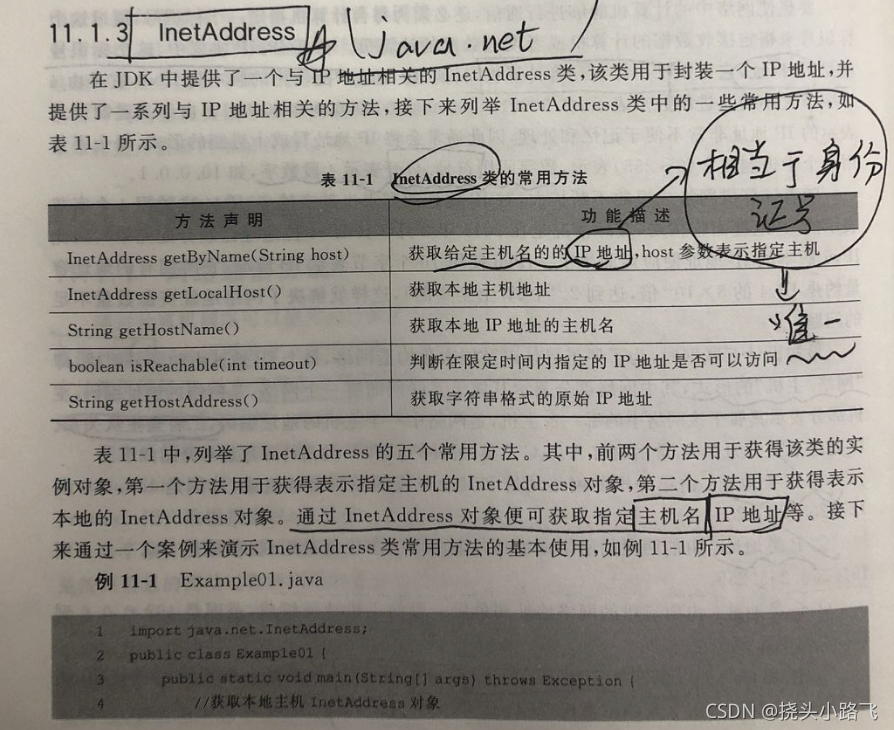 11.1.3 InetAddress (java.net
在 JDK 中提供了一个与 IP 地址相关的 InetAddress 类,该类用于封装一个 IP 地址,并
提供了一系列与 IP 地址相关的方法,接下来列举 InetAddress 类中的一些常用方法,如
表 11-1 所示。
相当于身份
证号
唯一
表 11-1 InetAddress 类的常用方法
方法声明 功能描述
InetAddress getByName(String host) 获取给定主机名的的 IP 地址,host 参数表示指定主机
InetAddress getLocalHost() 获取本地主机地址
String getHostName() 获取本地 IP 地址的主机名
boolean isReachable(int timeout) 判断在限定时间内指定的 IP 地址是否可以访问
String getHostAddress() 获取字符串格式的原始 IP 地址
表 11-1 中,列举了 InetAddress 的五个常用方法。其中,前两个方法用于获得该类的实
例对象,第一个方法用于获得表示指定主机的 InetAddress 对象,第二个方法用于获得表示
本地的 InetAddress 对象。通过 InetAddress 对象便可获取指定主机名 IP 地址等。接下
来通过一个案例来演示 InetAddress 类常用方法的基本使用,如例 11-1 所示。
例 11-1 Example01.java
1 import java.net.InetAddress;
2 public class Example01 {
3 public static void main(String[] args) throws Exception {
4 //获取本地主机 InetAddress 对象
CSDN @挠头小路飞